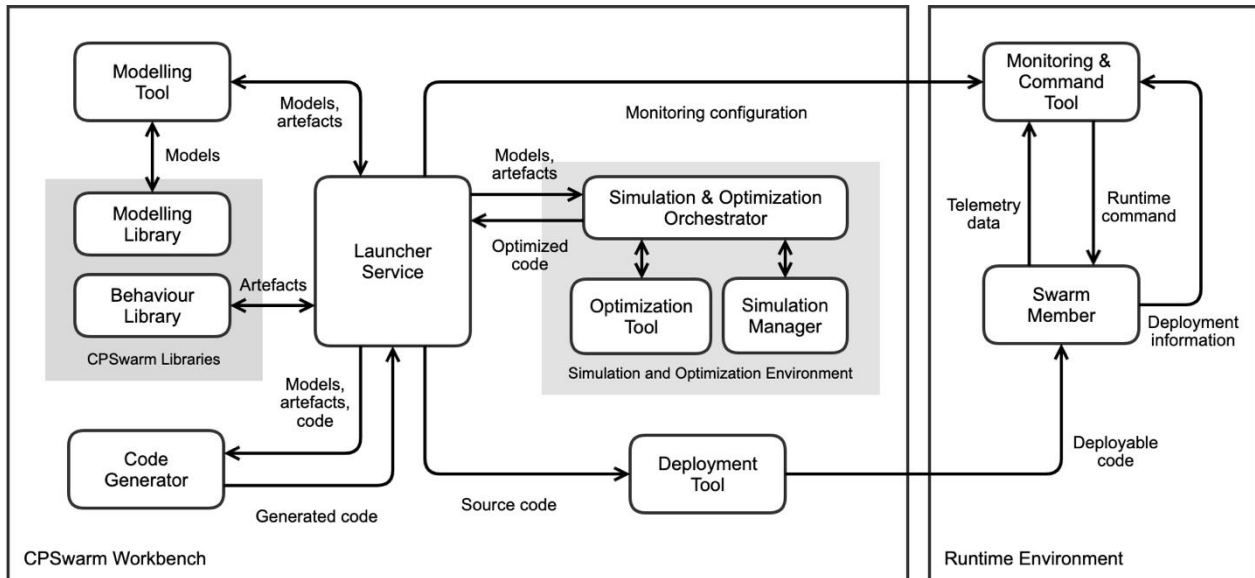 Modelling
Tool
Models,
artefacts
Models
Modelling
Library
Behaviour
Library
CPSwarm Libraries
Artefacts
Launcher
Service
Models,
artefacts,
code
Code
Generator
Generated code
Source code
Deployment
Tool
Monitoring configuration
Models,
artefacts
Optimized
code
Simulation & Optimization
Orchestrator
Optimization
Tool
Simulation
Manager
Simulation and Optimization Environment
CPSwarm Workbench
Monitoring &
Command
Tool
Telemetry
data
Runtime
command
Swarm
Member
Deployment
information
Deployable
code
Runtime Environment